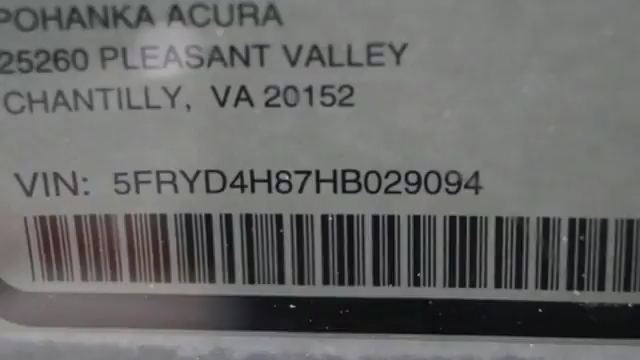 POHANKA ACURA
25260 PLEASANT VALLEY
CHANTILLY, VA 20152
VIN: 5FRYD4H87HB029094